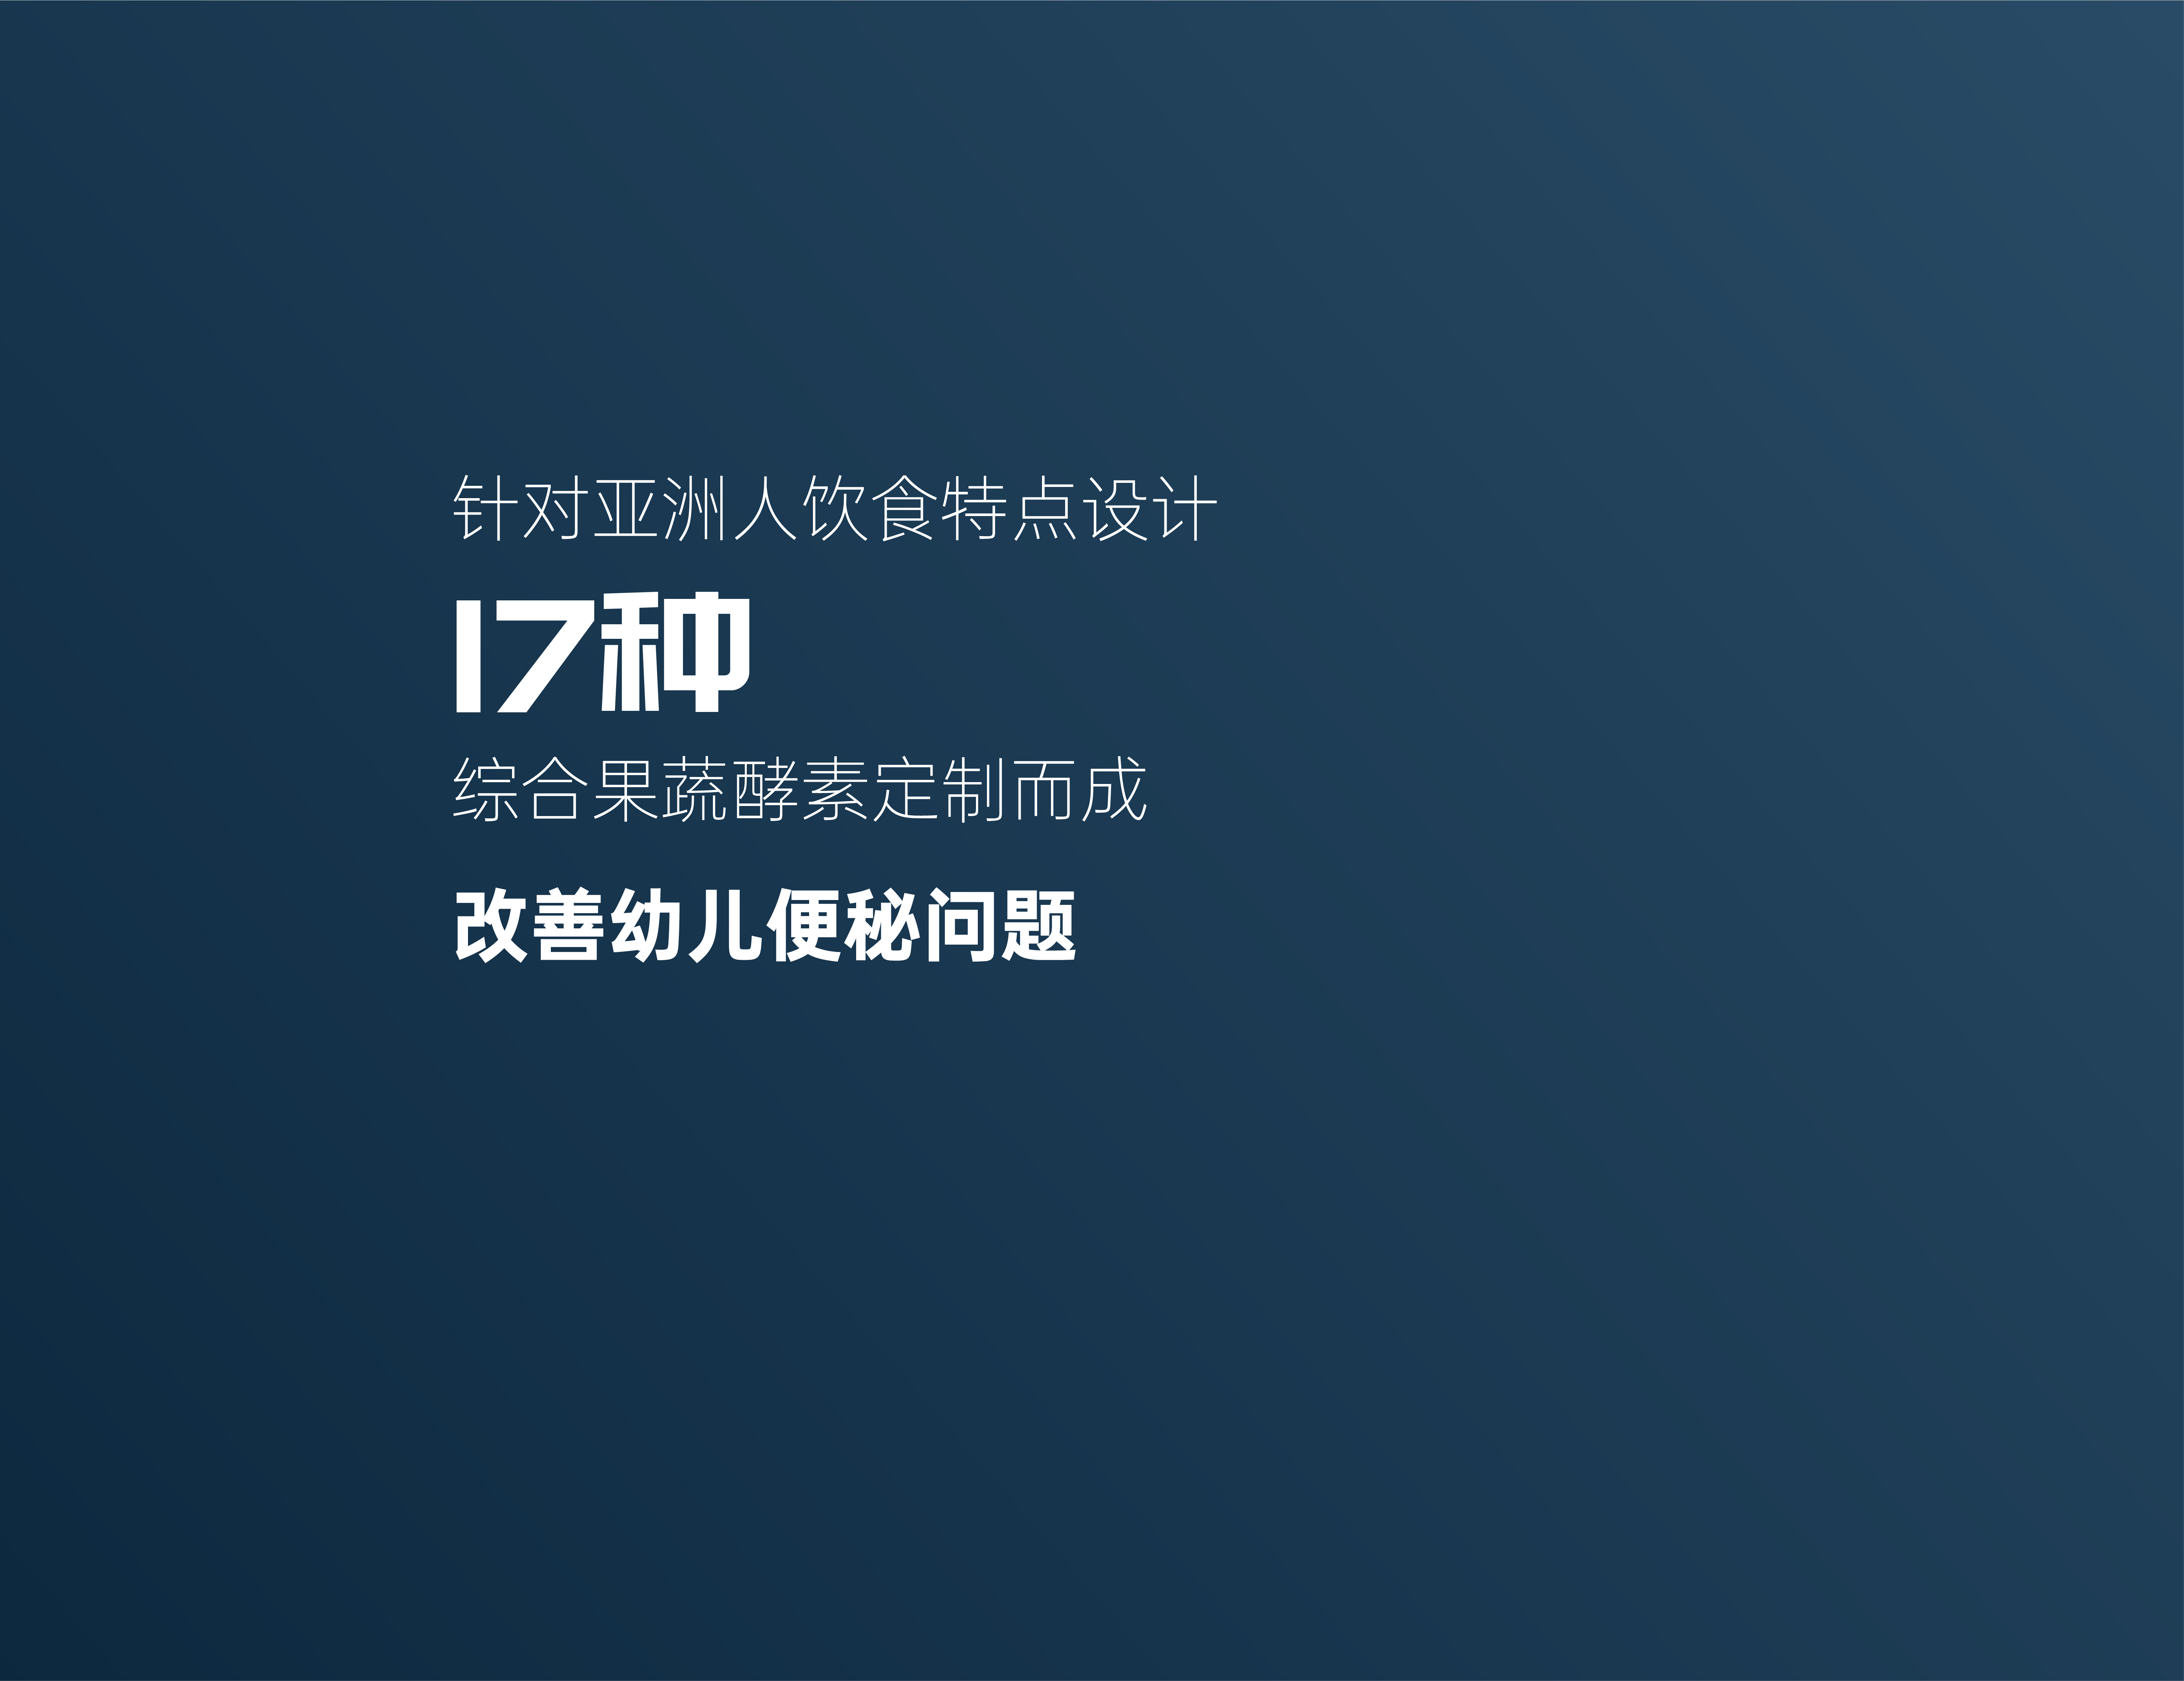 针对亚洲人饮食特点设计
17种
综合果蔬酵素定制而成
改善幼儿便秘问题